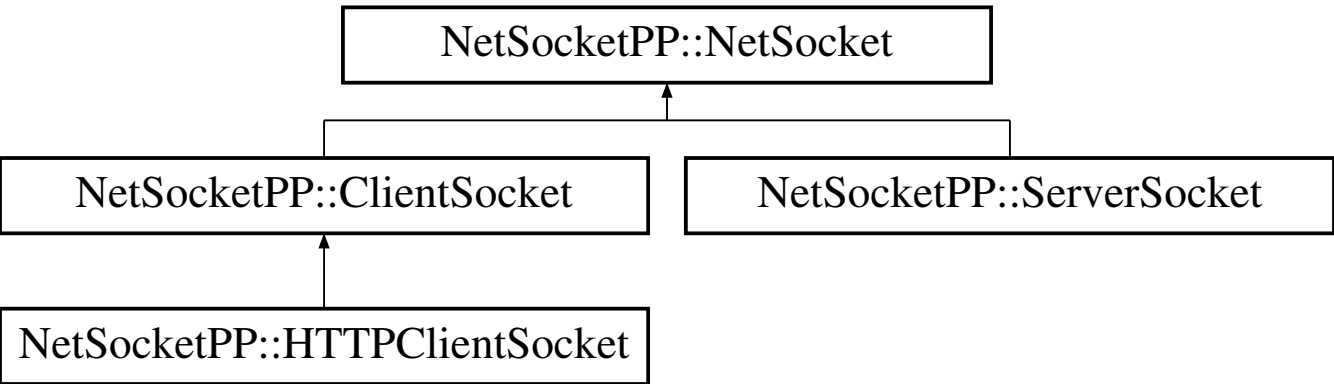 NetSocketPP::NetSocket
NetSocketPP::ClientSocket
NetSocketPP::ServerSocket
NetSocketPP::HTTPClientSocket